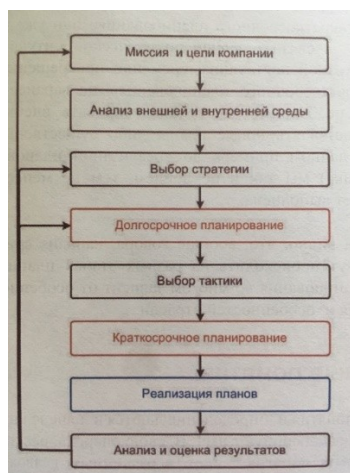 Миссия и цели компании
Анализ внешней и внутренней среды
Выбор стратегии
Долгосрочное планирование
Выбор тактики
Краткосрочное планирование
Реализация планов
Анализ и оценка результатов